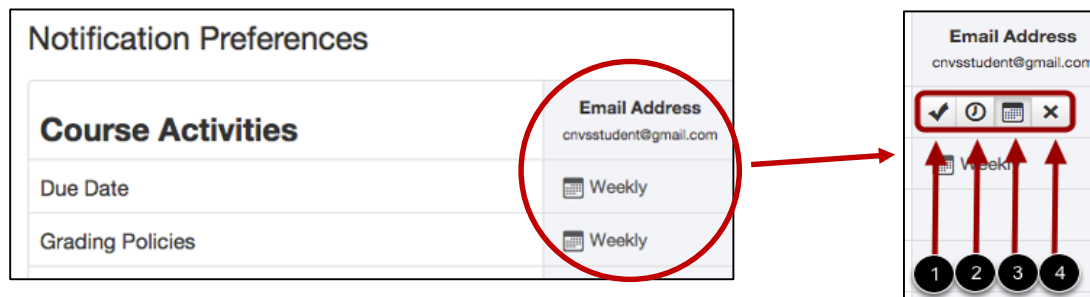 Notification Preferences
Course Activities
Email Address
cnvsstudent@gmail.com
Due Date
Weekly
Grading Policies
Weekly
Email Address
cnvsstudent@gmail.com
1 2 3 4